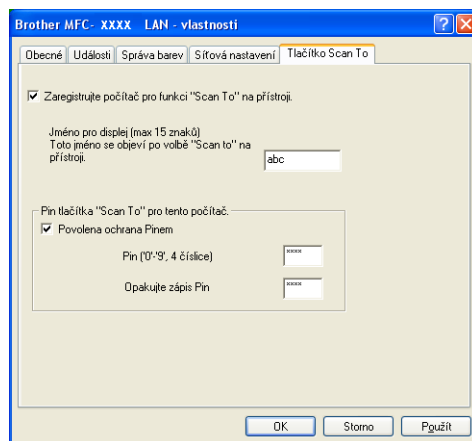 Brother MFC- XXXX LAN - vlastnosti
Obecné Události Správa barev Síťová nastavení Tlačítko Scan To
Zaregistrujte počítač pro funkci "Scan To" na přístroji.
Jméno pro displej (max 15 znaků)
Toto jméno se objeví po volbě "Scan to" na
přístroji.
abc
Pin tlačítka "Scan To" pro tento počítač.
Povolena ochrana Pinem
Pin ('0'-'9', 4 číslice) ****
Opakujte zápis Pin ****
OK Storno Použít